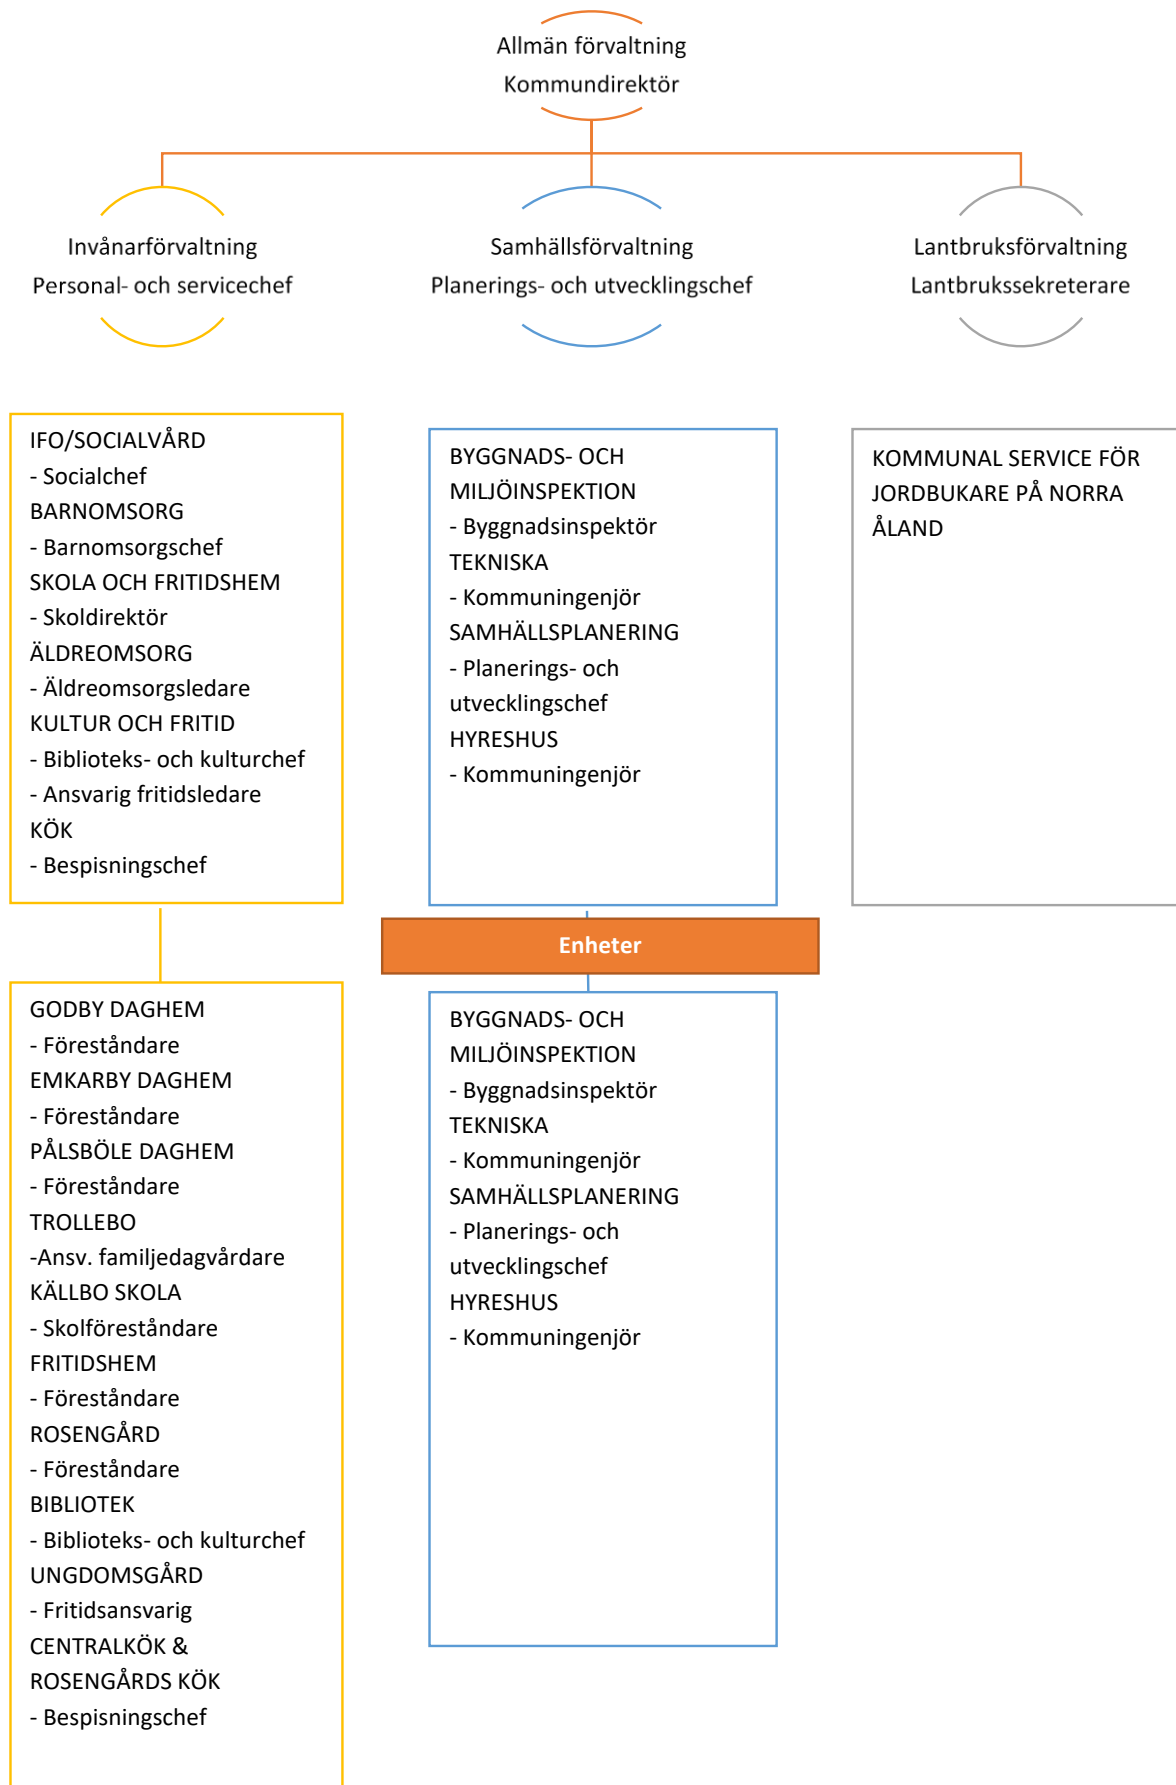 Allmän förvaltning
Kommundirektör
Invånarförvaltning
Personal- och servicechef
Samhällsförvaltning
Planerings- och utvecklingschef
Lantbruksförvaltning
Lantbrukssekreterare
IFO/SOCIALVÅRD
- Socialchef
BARNOMSORG
- Barnomsorgschef
SKOLA OCH FRITIDSHEM
- Skoldirektör
ÄLDREOMSORG
- Äldreomsorgsledare
KULTUR OCH FRITID
- Biblioteks- och kulturchef
- Ansvarig fritidsledare
KÖK
- Bespisningschef
BYGGNADS- OCH
MILJÖINSPEKTION
- Byggnadsinspektör
TEKNISKA
- Kommuningenjör
SAMHÄLLSPLANERING
- Planerings- och
utvecklingschef
HYRESHUS
- Kommuningenjör
KOMMUNAL SERVICE FÖR
JORDBUKARE PÅ NORRA
ÅLAND
Enheter
GODBY DAGHEM
- Föreståndare
EMKARBY DAGHEM
- Föreståndare
PÅLSBÖLE DAGHEM
- Föreståndare
TROLLEBO
-Ansv. familjedagvårdare
KÄLLBO SKOLA
- Skolföreståndare
FRITIDSHEM
- Föreståndare
ROSENGÅRD
- Föreståndare
BIBLIOTEK
- Biblioteks- och kulturchef
UNGDOMSGÅRD
- Fritidsansvarig
CENTRALKÖK &
ROSENGÅRDS KÖK
- Bespisningschef
BYGGNADS- OCH
MILJÖINSPEKTION
- Byggnadsinspektör
TEKNISKA
- Kommuningenjör
SAMHÄLLSPLANERING
- Planerings- och
utvecklingschef
HYRESHUS
- Kommuningenjör